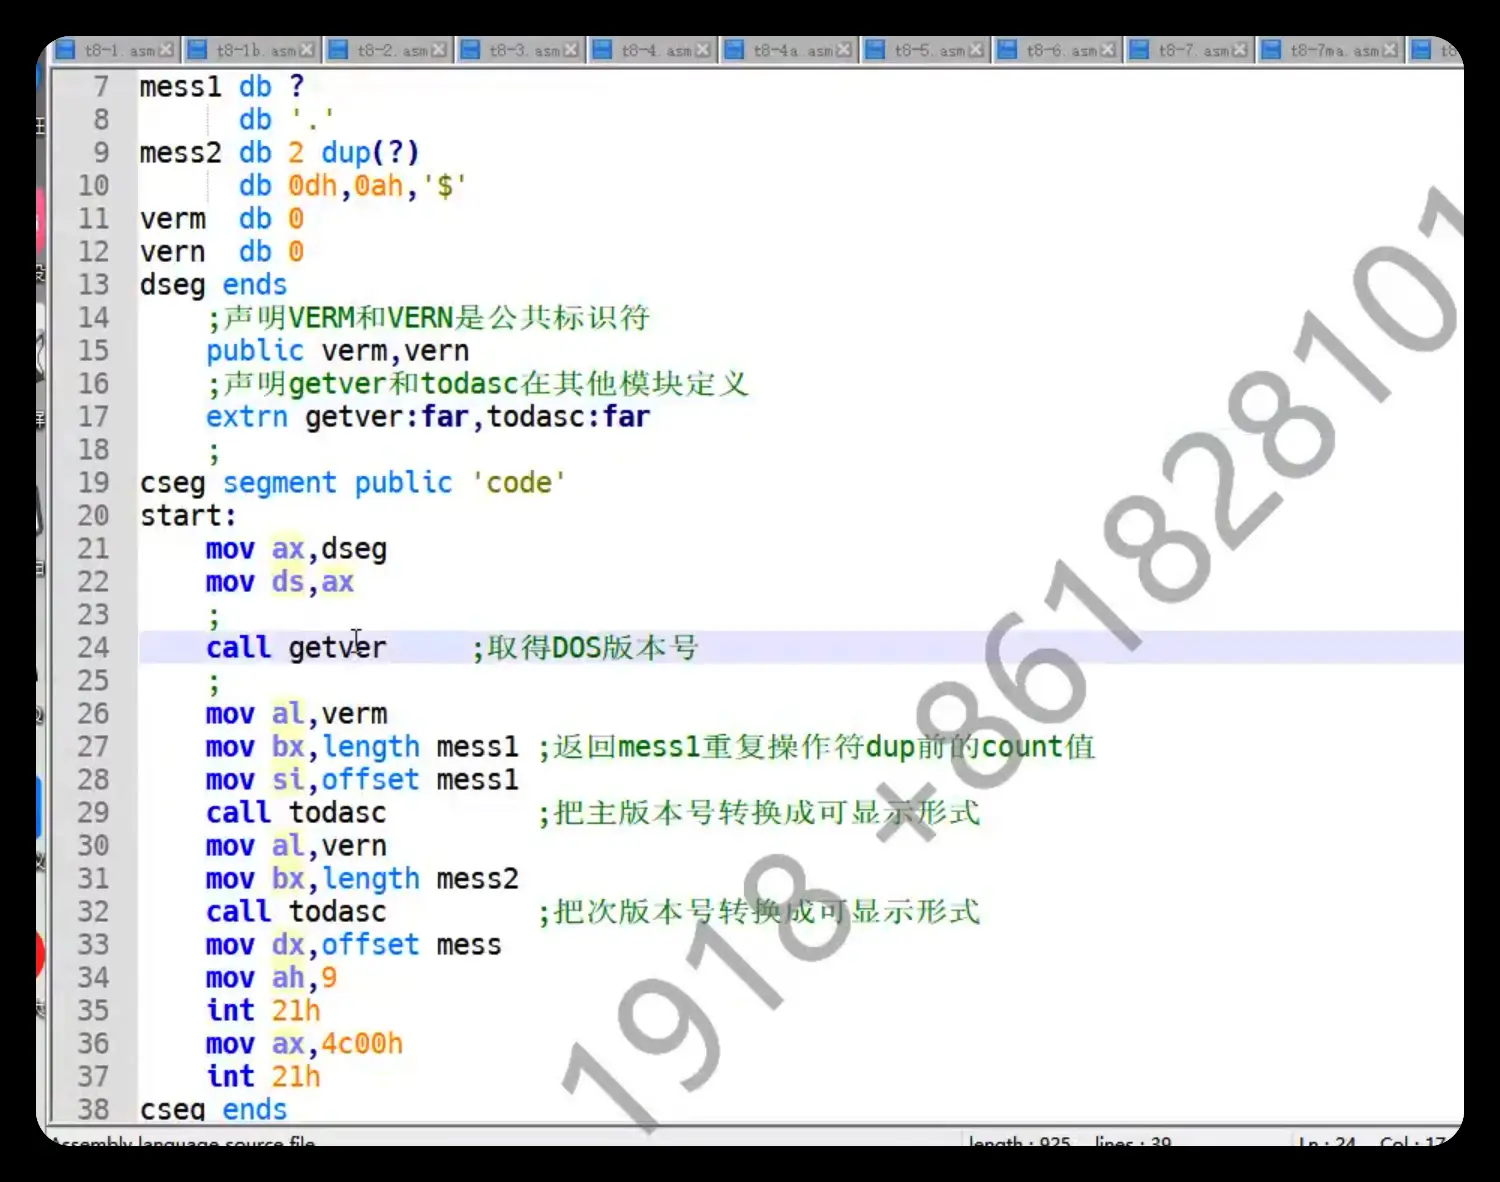 t8-1. asm t8-1b. asm t8-2. asm t8-3. asm t8-4. asm t8-4a. asm t8-5. asm t8-6. asm t8-7. asm t8-7ma. asm t8
7 mess1 db ?
8 db '.'
9 mess2 db 2 dup(?)
10 db 0dh,0ah,'$'
11 verm db 0
12 vern db 0
13 dseg ends
14 ;声明VERM和VERN是公共标识符
15 public verm,vern
16 ;声明getver和todasc在其他模块定义
17 extrn getver:far,todasc:far
18 ;
19 cseg segment public 'code'
20 start:
21 mov ax,dseg
22 mov ds,ax
23 ;
24 call getver ;取得DOS版本号
25 ;
26 mov al,verm
27 mov bx,length mess1 ;返回mess1重复操作符dup前的count值
28 mov si,offset mess1
29 call todasc ;把主版本号转换成可显示形式
30 mov al,vern
31 mov bx,length mess2
32 call todasc ;把次版本号转换成可显示形式
33 mov dx,offset mess
34 mov ah,9
35 int 21h
36 mov ax,4c00h
37 int 21h
38 cseg ends
Assembly language source file length : 925 lines : 39 Ln : 24 Col : 17
1918 +86182828101